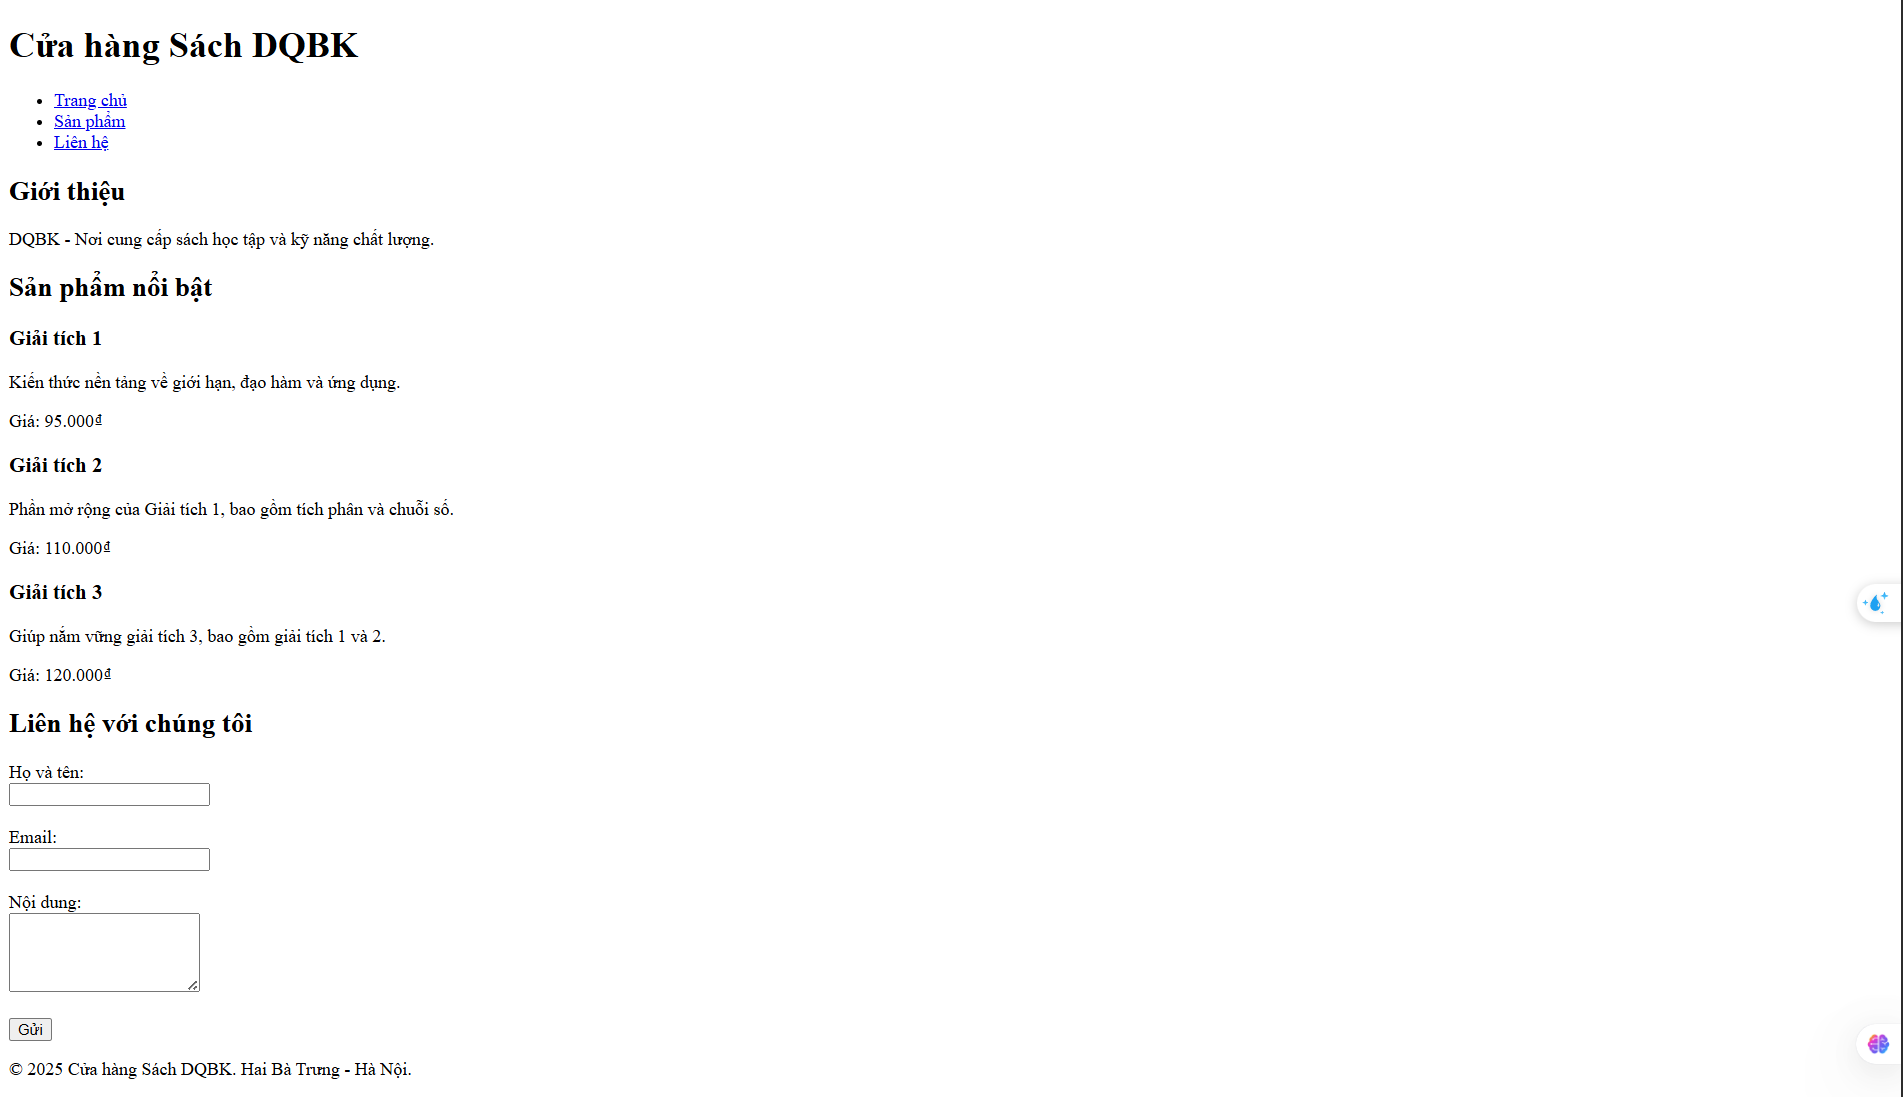 Cửa hàng Sách DQBK
Trang chủ
Sản phẩm
Liên hệ
Giới thiệu
DQBK - Nơi cung cấp sách học tập và kỹ năng chất lượng.
Sản phẩm nổi bật
Giải tích 1
Kiến thức nền tảng về giới hạn, đạo hàm và ứng dụng.
Giá: 95.000₫
Giải tích 2
Phần mở rộng của Giải tích 1, bao gồm tích phân và chuỗi số.
Giá: 110.000₫
Giải tích 3
Giúp nắm vững giải tích 3, bao gồm giải tích 1 và 2.
Giá: 120.000₫
Liên hệ với chúng tôi
Họ và tên:
Email:
Nội dung:
Gửi
© 2025 Cửa hàng Sách DQBK. Hai Bà Trưng - Hà Nội.